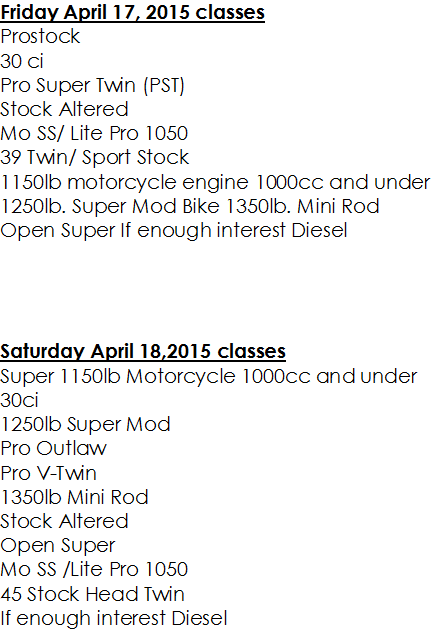 Friday April 17, 2015 classes
Prostock
30 ci
Pro Super Twin (PST)
Stock Altered
Mo SS/ Lite Pro 1050
39 Twin/ Sport Stock
1150lb motorcycle engine 1000cc and under
1250lb. Super Mod Bike 1350lb. Mini Rod
Open Super If enough interest Diesel
Saturday April 18,2015 classes
Super 1150lb Motorcycle 1000cc and under
30ci
1250lb Super Mod
Pro Outlaw
Pro V-Twin
1350lb Mini Rod
Stock Altered
Open Super
Mo SS /Lite Pro 1050
45 Stock Head Twin
If enough interest Diesel